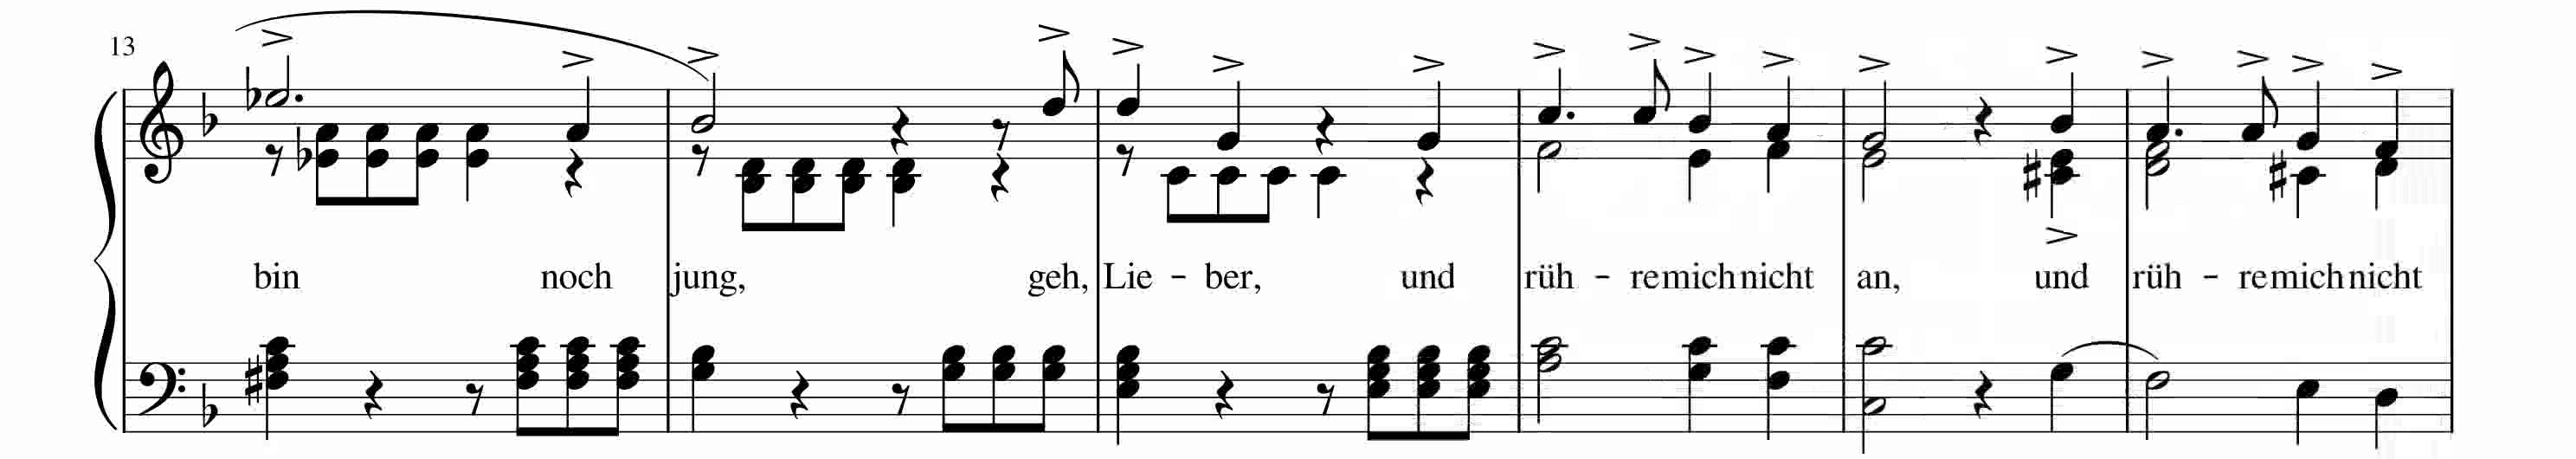 13
bin noch jung, geh, Lie - ber, und rüh - re mich nicht an, und rüh - re mich nicht